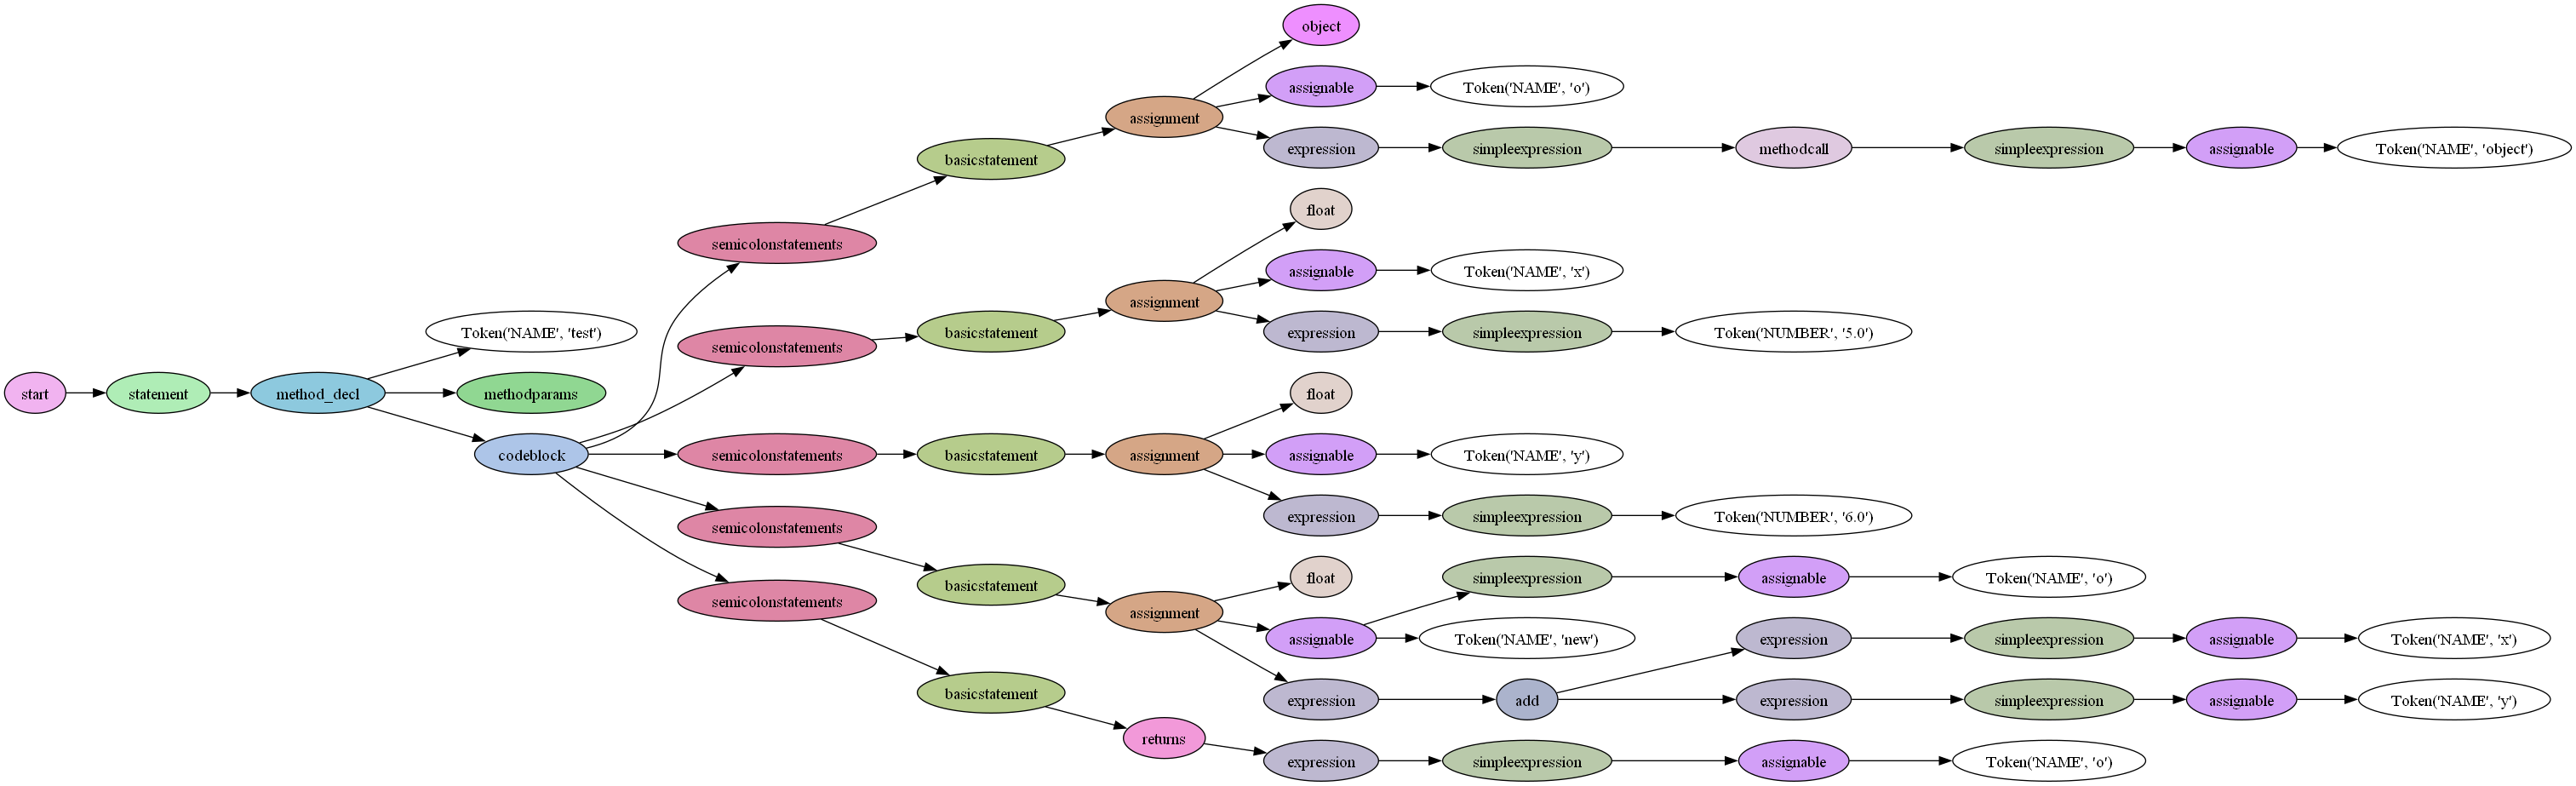 object
assignable
Token('NAME', 'o')
assignment
expression
simpleexpression
methodcall
simpleexpression
assignable
Token('NAME', 'object')
basicstatement
float
semicolonstatements
assignable
Token('NAME', 'x')
assignment
Token('NAME', 'test')
semicolonstatements
basicstatement
expression
simpleexpression
Token('NUMBER', '5.0')
start
statement
method_decl
methodparams
float
codeblock
semicolonstatements
basicstatement
assignment
assignable
Token('NAME', 'y')
expression
simpleexpression
Token('NUMBER', '6.0')
semicolonstatements
basicstatement
float
simpleexpression
assignable
Token('NAME', 'o')
semicolonstatements
assignment
assignable
Token('NAME', 'new')
expression
simpleexpression
assignable
Token('NAME', 'x')
basicstatement
expression
add
expression
simpleexpression
assignable
Token('NAME', 'y')
returns
expression
simpleexpression
assignable
Token('NAME', 'o')